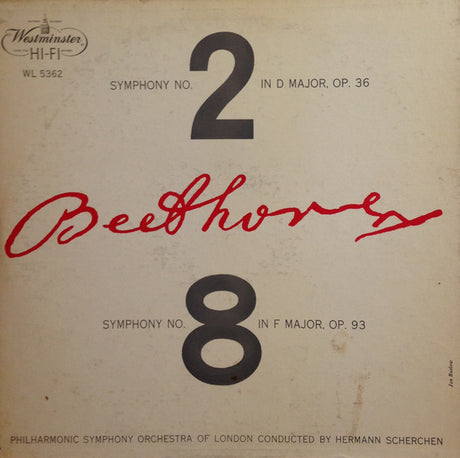 Westminster
HI-FI
WL 5362
SYMPHONY NO. 2 IN D MAJOR, OP. 36
Beethoven
SYMPHONY NO. 8 IN F MAJOR, OP. 93
PHILHARMONIC SYMPHONY ORCHESTRA OF LONDON CONDUCTED BY HERMANN SCHERCHEN